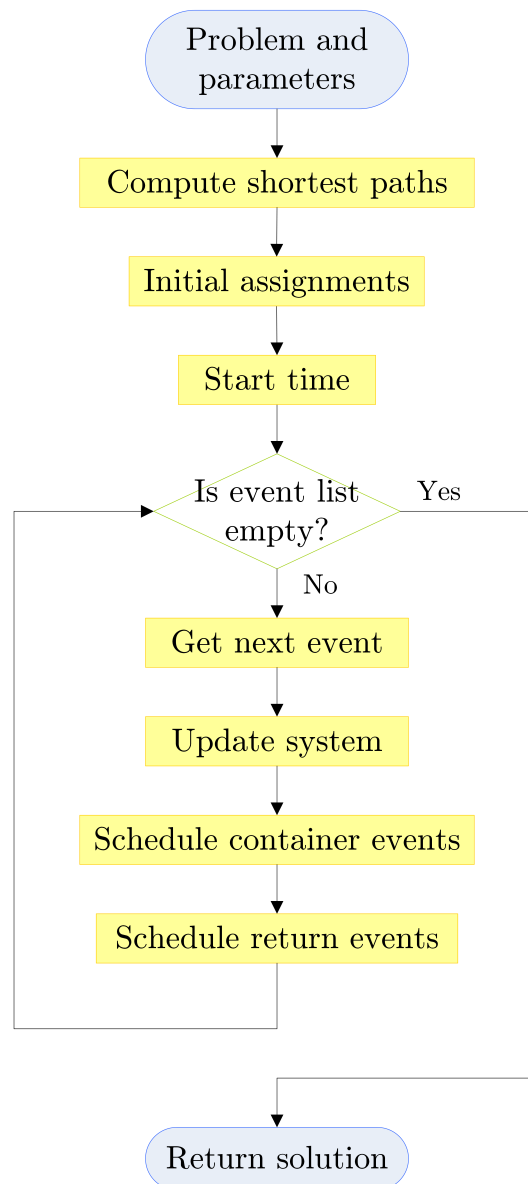 Problem and
parameters
Compute shortest paths
Initial assignments
Start time
Is event list
empty?
Yes
No
Get next event
Update system
Schedule container events
Schedule return events
Return solution